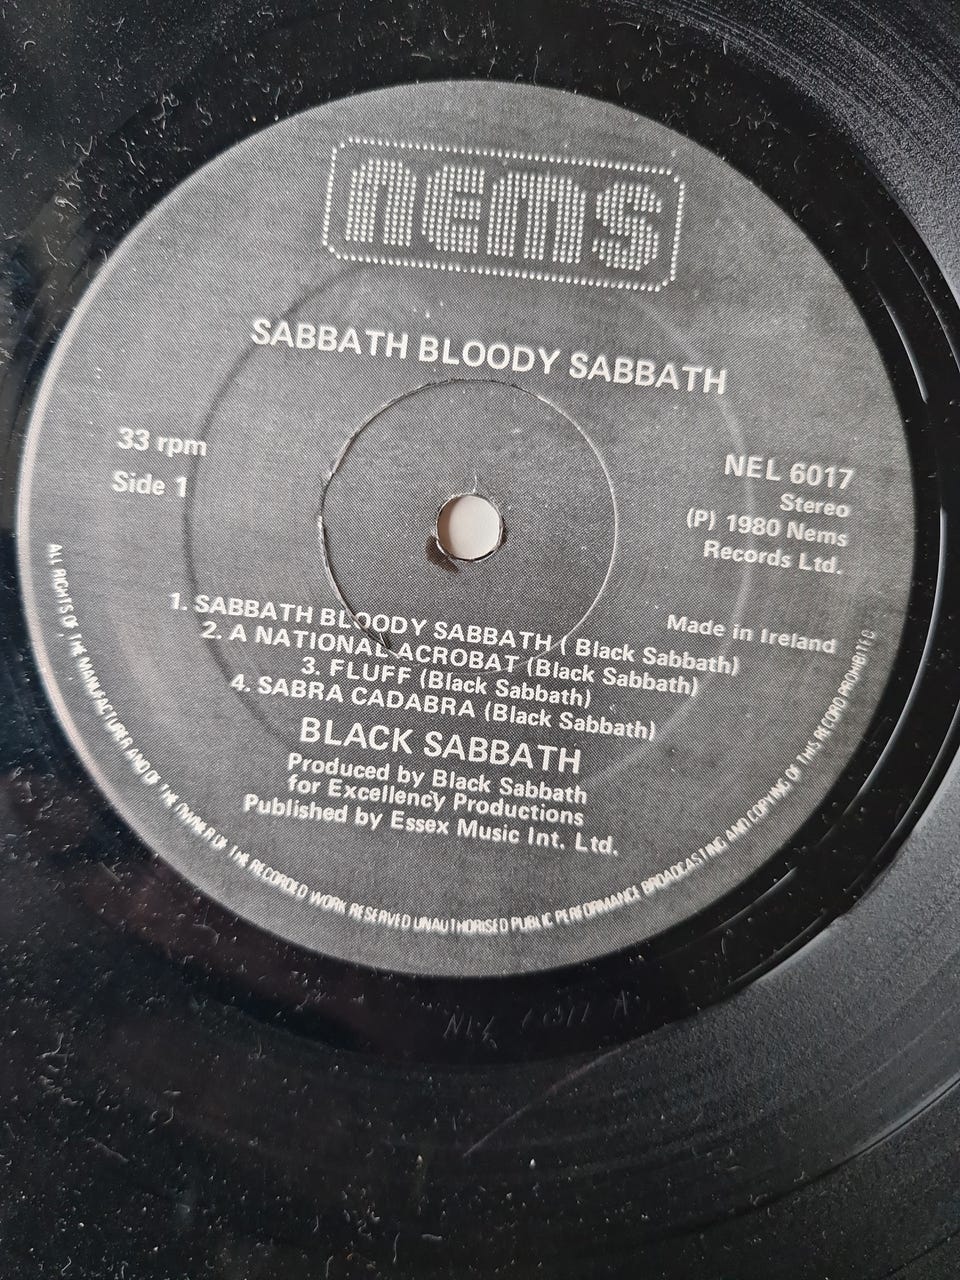 nems
SABBATH BLOODY SABBATH
33 rpm
Side 1
NEL 6017
Stereo
(P) 1980 Nems
Records Ltd.
Made in Ireland
1. SABBATH BLOODY SABBATH ( Black Sabbath)
2. A NATIONAL ACROBAT (Black Sabbath)
3. FLUFF (Black Sabbath)
4. SABRA CADABRA (Black Sabbath)
BLACK SABBATH
Produced by Black Sabbath
for Excellency Productions
Published by Essex Music Int. Ltd.
ALL RIGHTS OF THE MANUFACTURER AND OF THE OWNER OF THE RECORDED WORK RESERVED UNAUTHORISED PUBLIC PERFORMANCE BROADCASTING AND COPYING OF THIS RECORD PROHIBITED